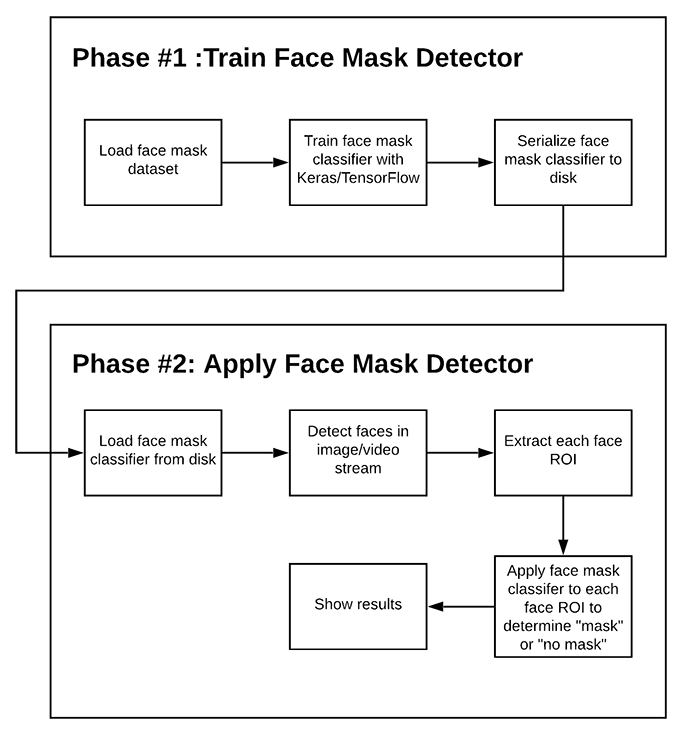 Phase #1 :Train Face Mask Detector
Load face mask
dataset
Train face mask
classifier with
Keras/TensorFlow
Serialize face
mask classifier to
disk
Phase #2: Apply Face Mask Detector
Load face mask
classifier from disk
Detect faces in
image/video
stream
Extract each face
ROI
Apply face mask
classifer to each
face ROI to
determine "mask"
or "no mask"
Show results